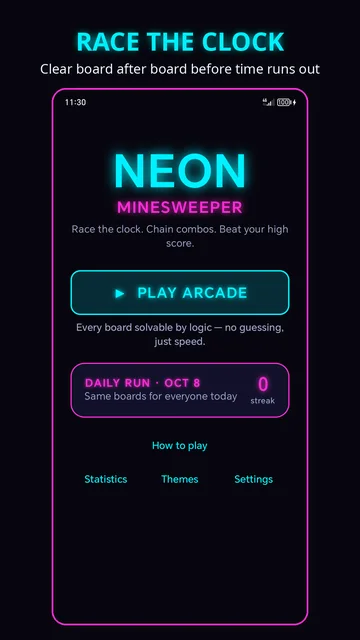 RACE THE CLOCK
Clear board after board before time runs out
11:30
100
NEON
MINESWEEPER
Race the clock. Chain combos. Beat your high
score.
▶ PLAY ARCADE
Every board solvable by logic — no guessing,
just speed.
DAILY RUN · OCT 8
Same boards for everyone today
0
streak
How to play
Statistics
Themes
Settings